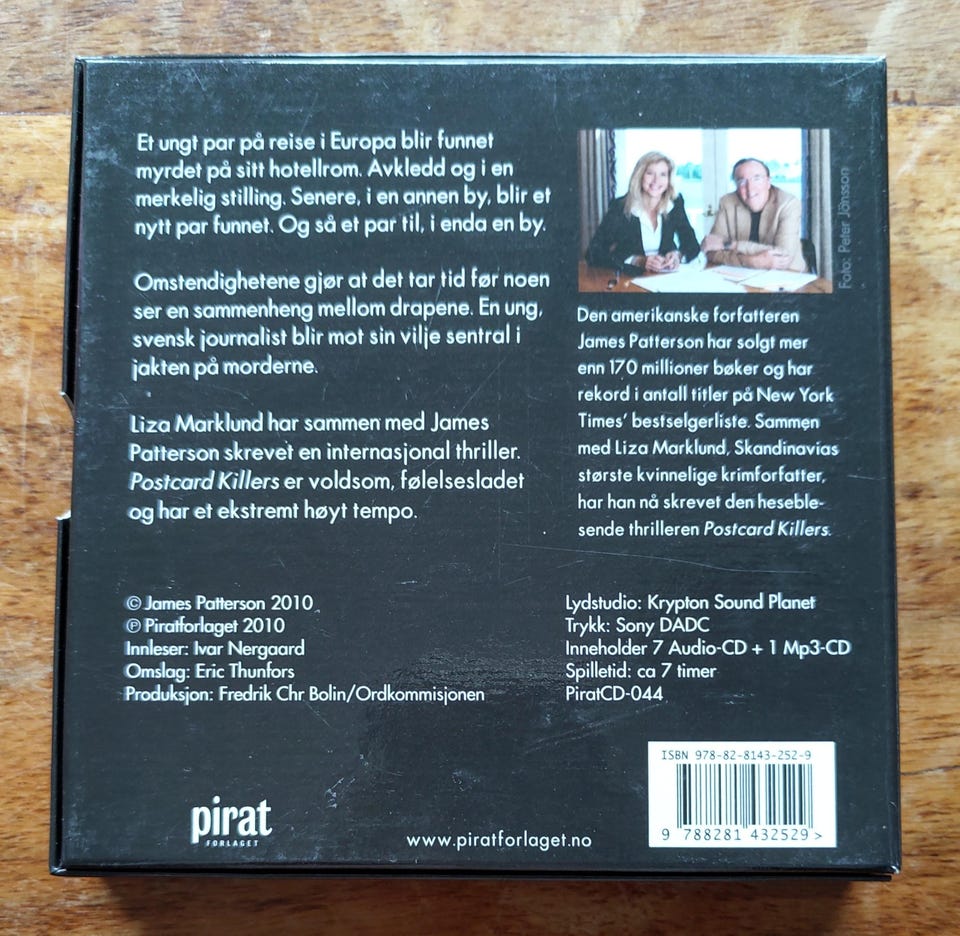 Et ungt par på reise i Europa blir funnet
myrdet på sitt hotellrom. Avkledd og i en
merkelig stilling. Senere, i en annen by, blir et
nytt par funnet. Og så et par til, i enda en by.
Omstendighetene gjør at det tar tid før noen
ser en sammenheng mellom drapene. En ung,
svensk journalist blir mot sin vilje sentral i
jakten på morderne.
Liza Marklund har sammen med James
Patterson skrevet en internasjonal thriller.
Postcard Killers er voldsom, følelsesladet
og har et ekstremt høyt tempo.
Foto: Peter Jönsson
Den amerikanske forfatteren
James Patterson har solgt mer
enn 170 millioner bøker og har
rekord i antall titler på New York
Times' bestselgerliste. Sammen
med Liza Marklund, Skandinavias
største kvinnelige krimforfatter,
har han nå skrevet den heseble-
sende thrilleren Postcard Killers.
© James Patterson 2010
℗ Piratforlaget 2010
Innleser: Ivar Nergaard
Omslag: Eric Thunfors
Produksjon: Fredrik Chr Bolin/Ordkommisjonen
Lydstudio: Krypton Sound Planet
Trykk: Sony DADC
Inneholder 7 Audio-CD + 1 Mp3-CD
Spilletid: ca 7 timer
PiratCD-044
ISBN 978-82-8143-252-9
9 788281 432529 >
pirat
FORLAGET
www.piratforlaget.no